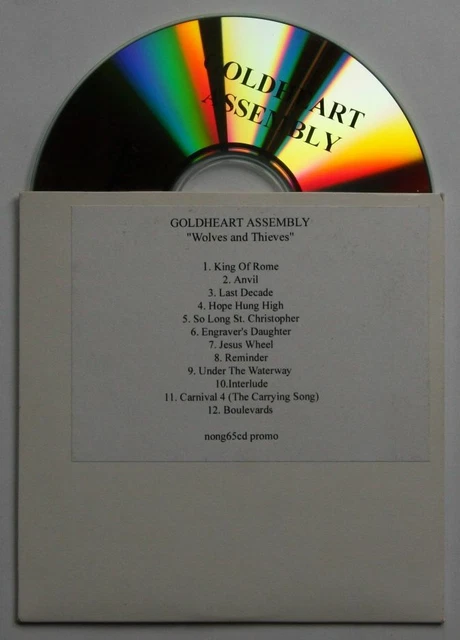 GOLDHEART
ASSEMBLY
GOLDHEART ASSEMBLY
"Wolves and Thieves"
1. King Of Rome
2. Anvil
3. Last Decade
4. Hope Hung High
5. So Long St. Christopher
6. Engraver's Daughter
7. Jesus Wheel
8. Reminder
9. Under The Waterway
10.Interlude
11. Carnival 4 (The Carrying Song)
12. Boulevards
nong65cd promo